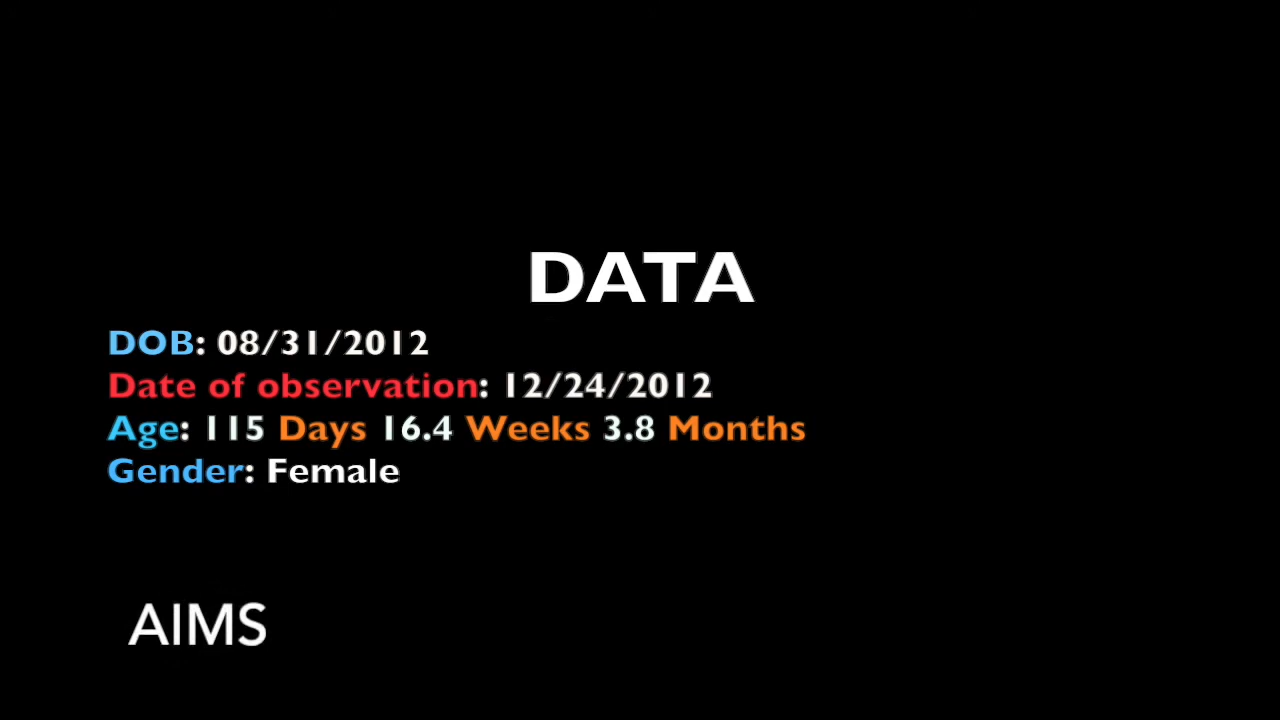 DATA
DOB: 08/31/2012
Date of observation: 12/24/2012
Age: 115 Days 16.4 Weeks 3.8 Months
Gender: Female
AIMS